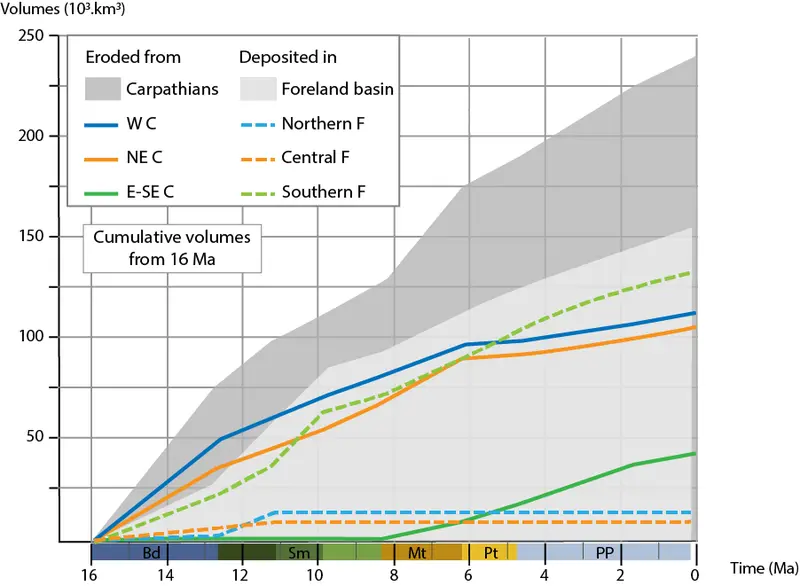 Volumes (10³.km³)
250
200
150
100
50
Eroded from
Deposited in
Carpathians
Foreland basin
W C
Northern F
NE C
Central F
E-SE C
Southern F
Cumulative volumes
from 16 Ma
Bd
Sm
Mt
Pt
PP
16
14
12
10
8
6
4
2
0
Time (Ma)